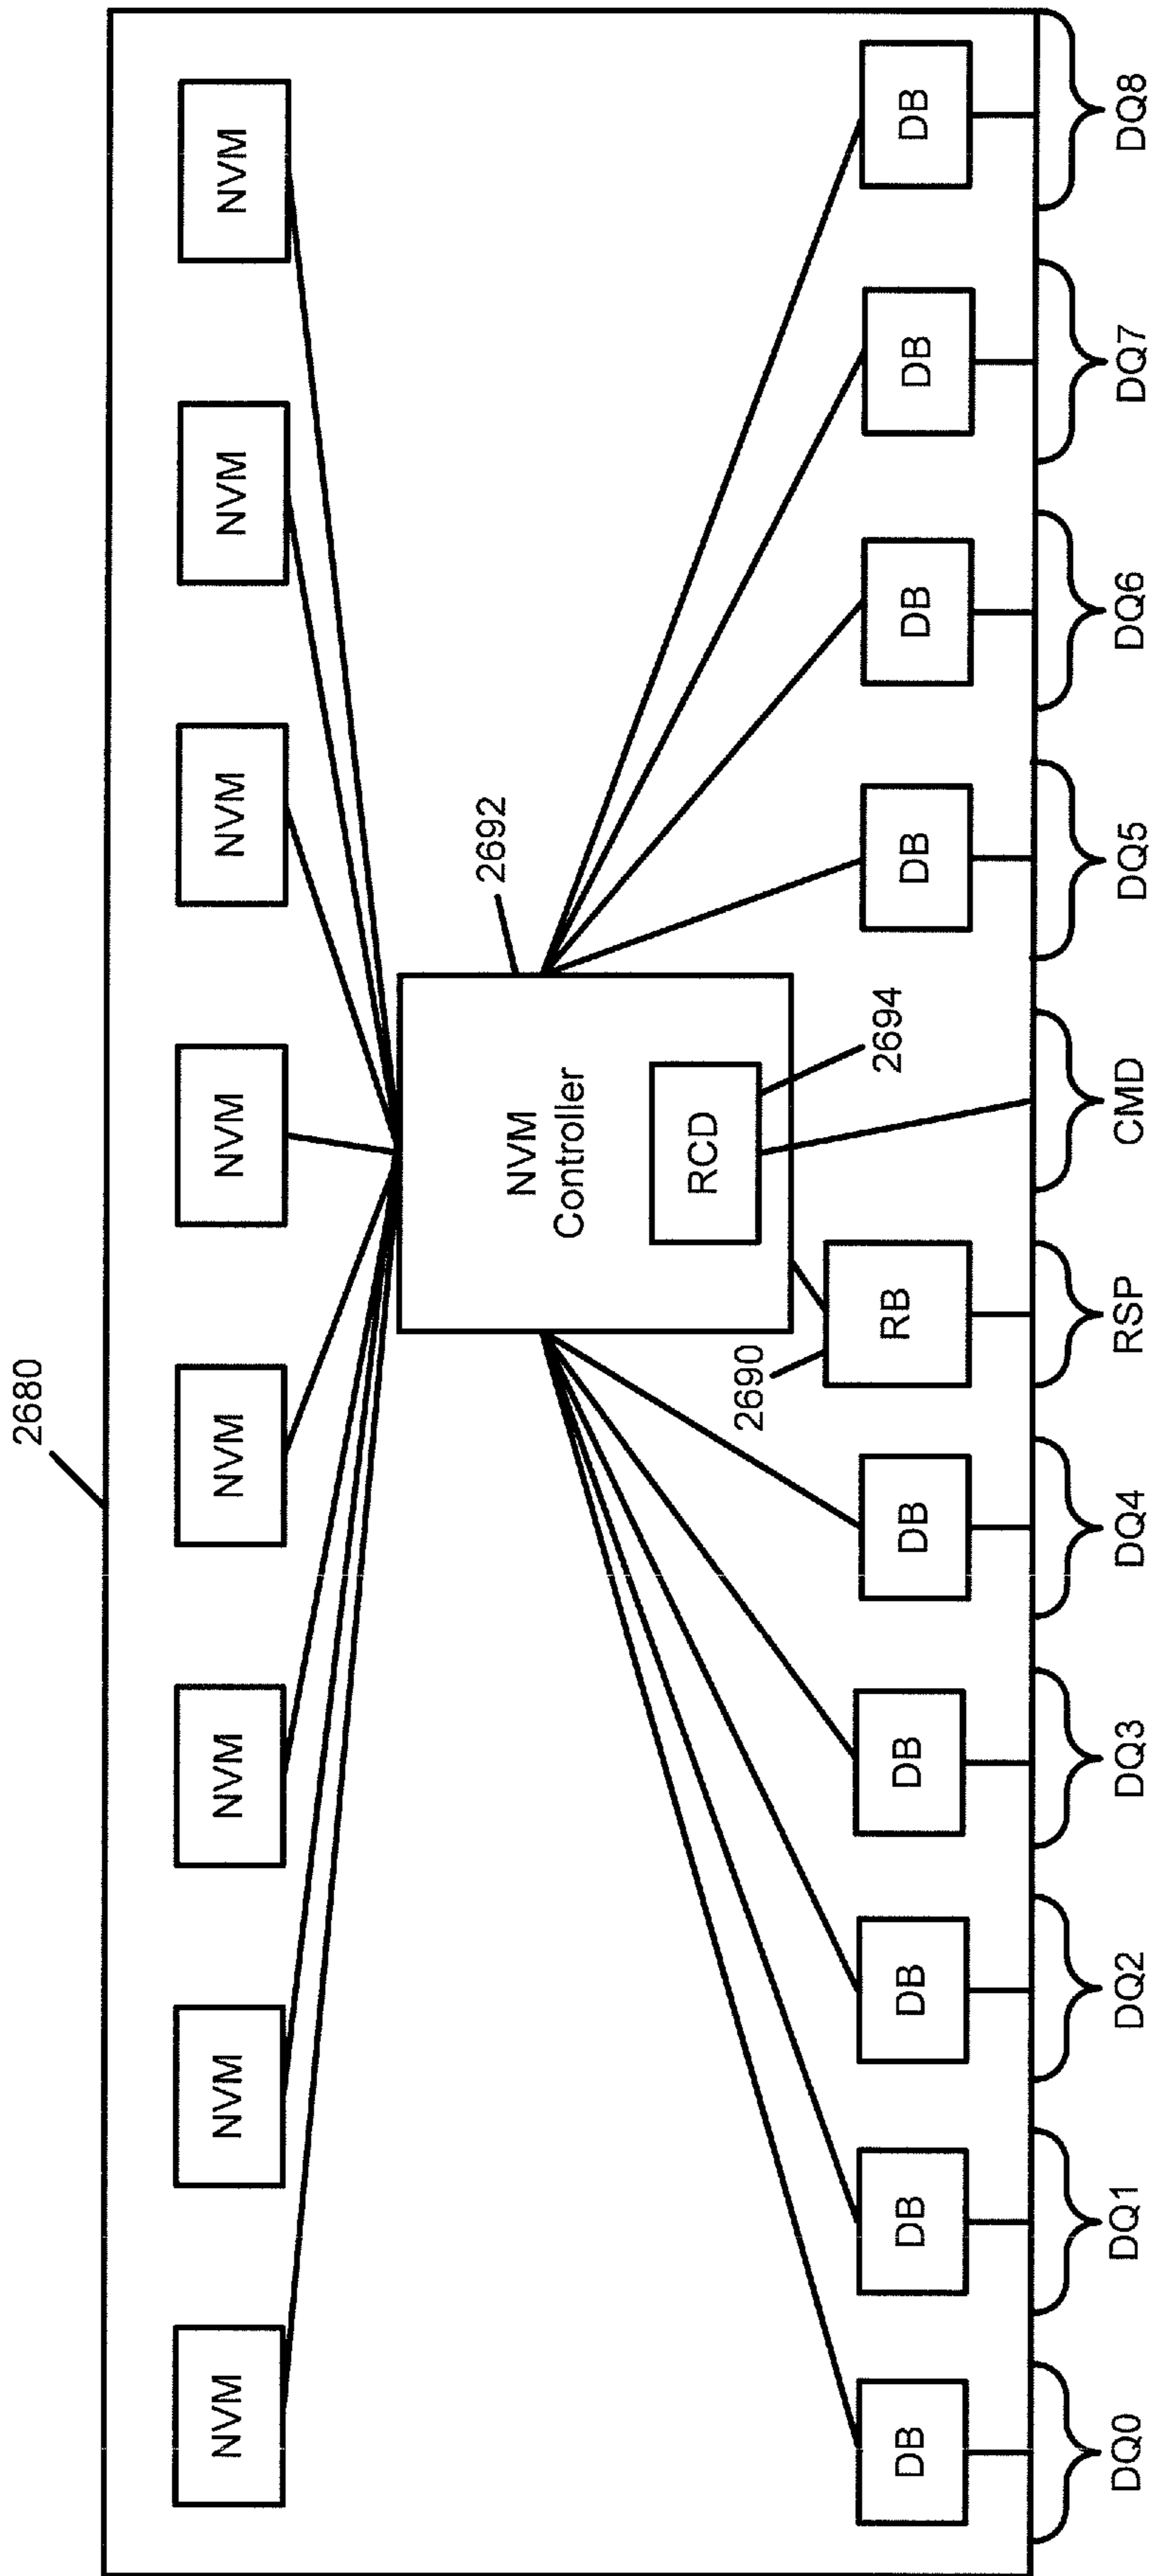 2680
NVM
NVM
NVM
NVM
NVM
NVM
NVM
NVM
2692
NVM
Controller
RCD
2694
2690
DB
DB
DB
DB
DB
RB
DB
DB
DB
DB
DQ0
DQ1
DQ2
DQ3
DQ4
RSP
CMD
DQ5
DQ6
DQ7
DQ8